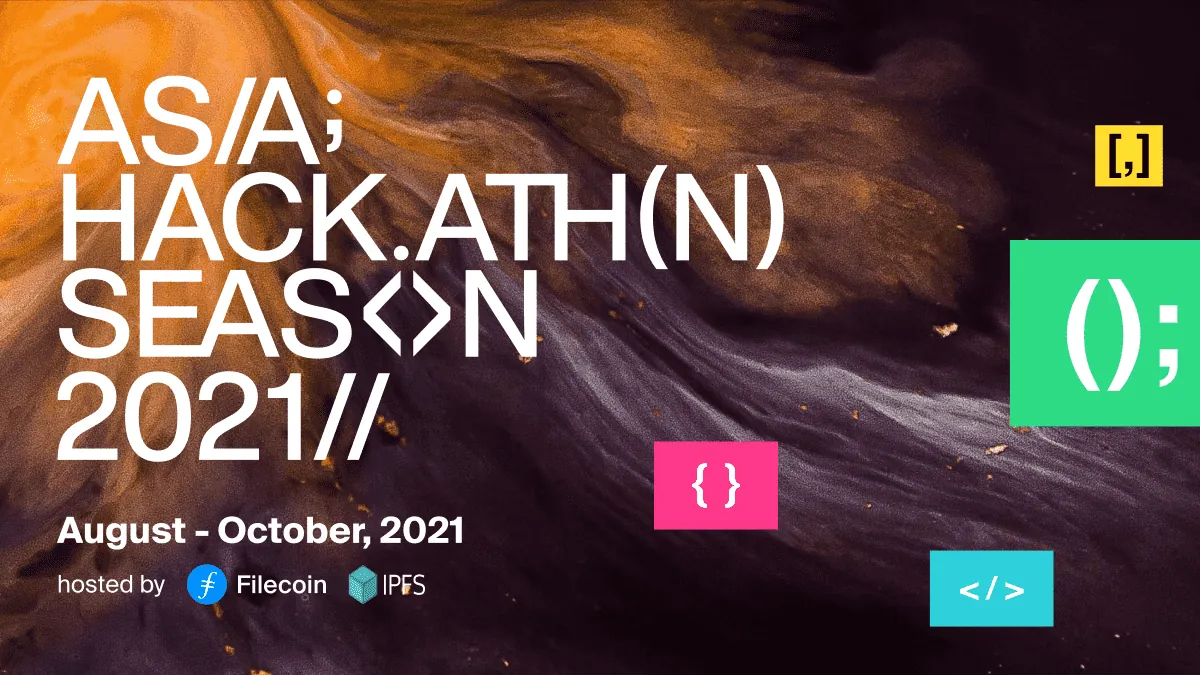 AS/A;
HACK.ATH(N)
SEAS<>N
2021//
August - October, 2021
hosted by Filecoin IPFS
[,]
();
{ }
</>